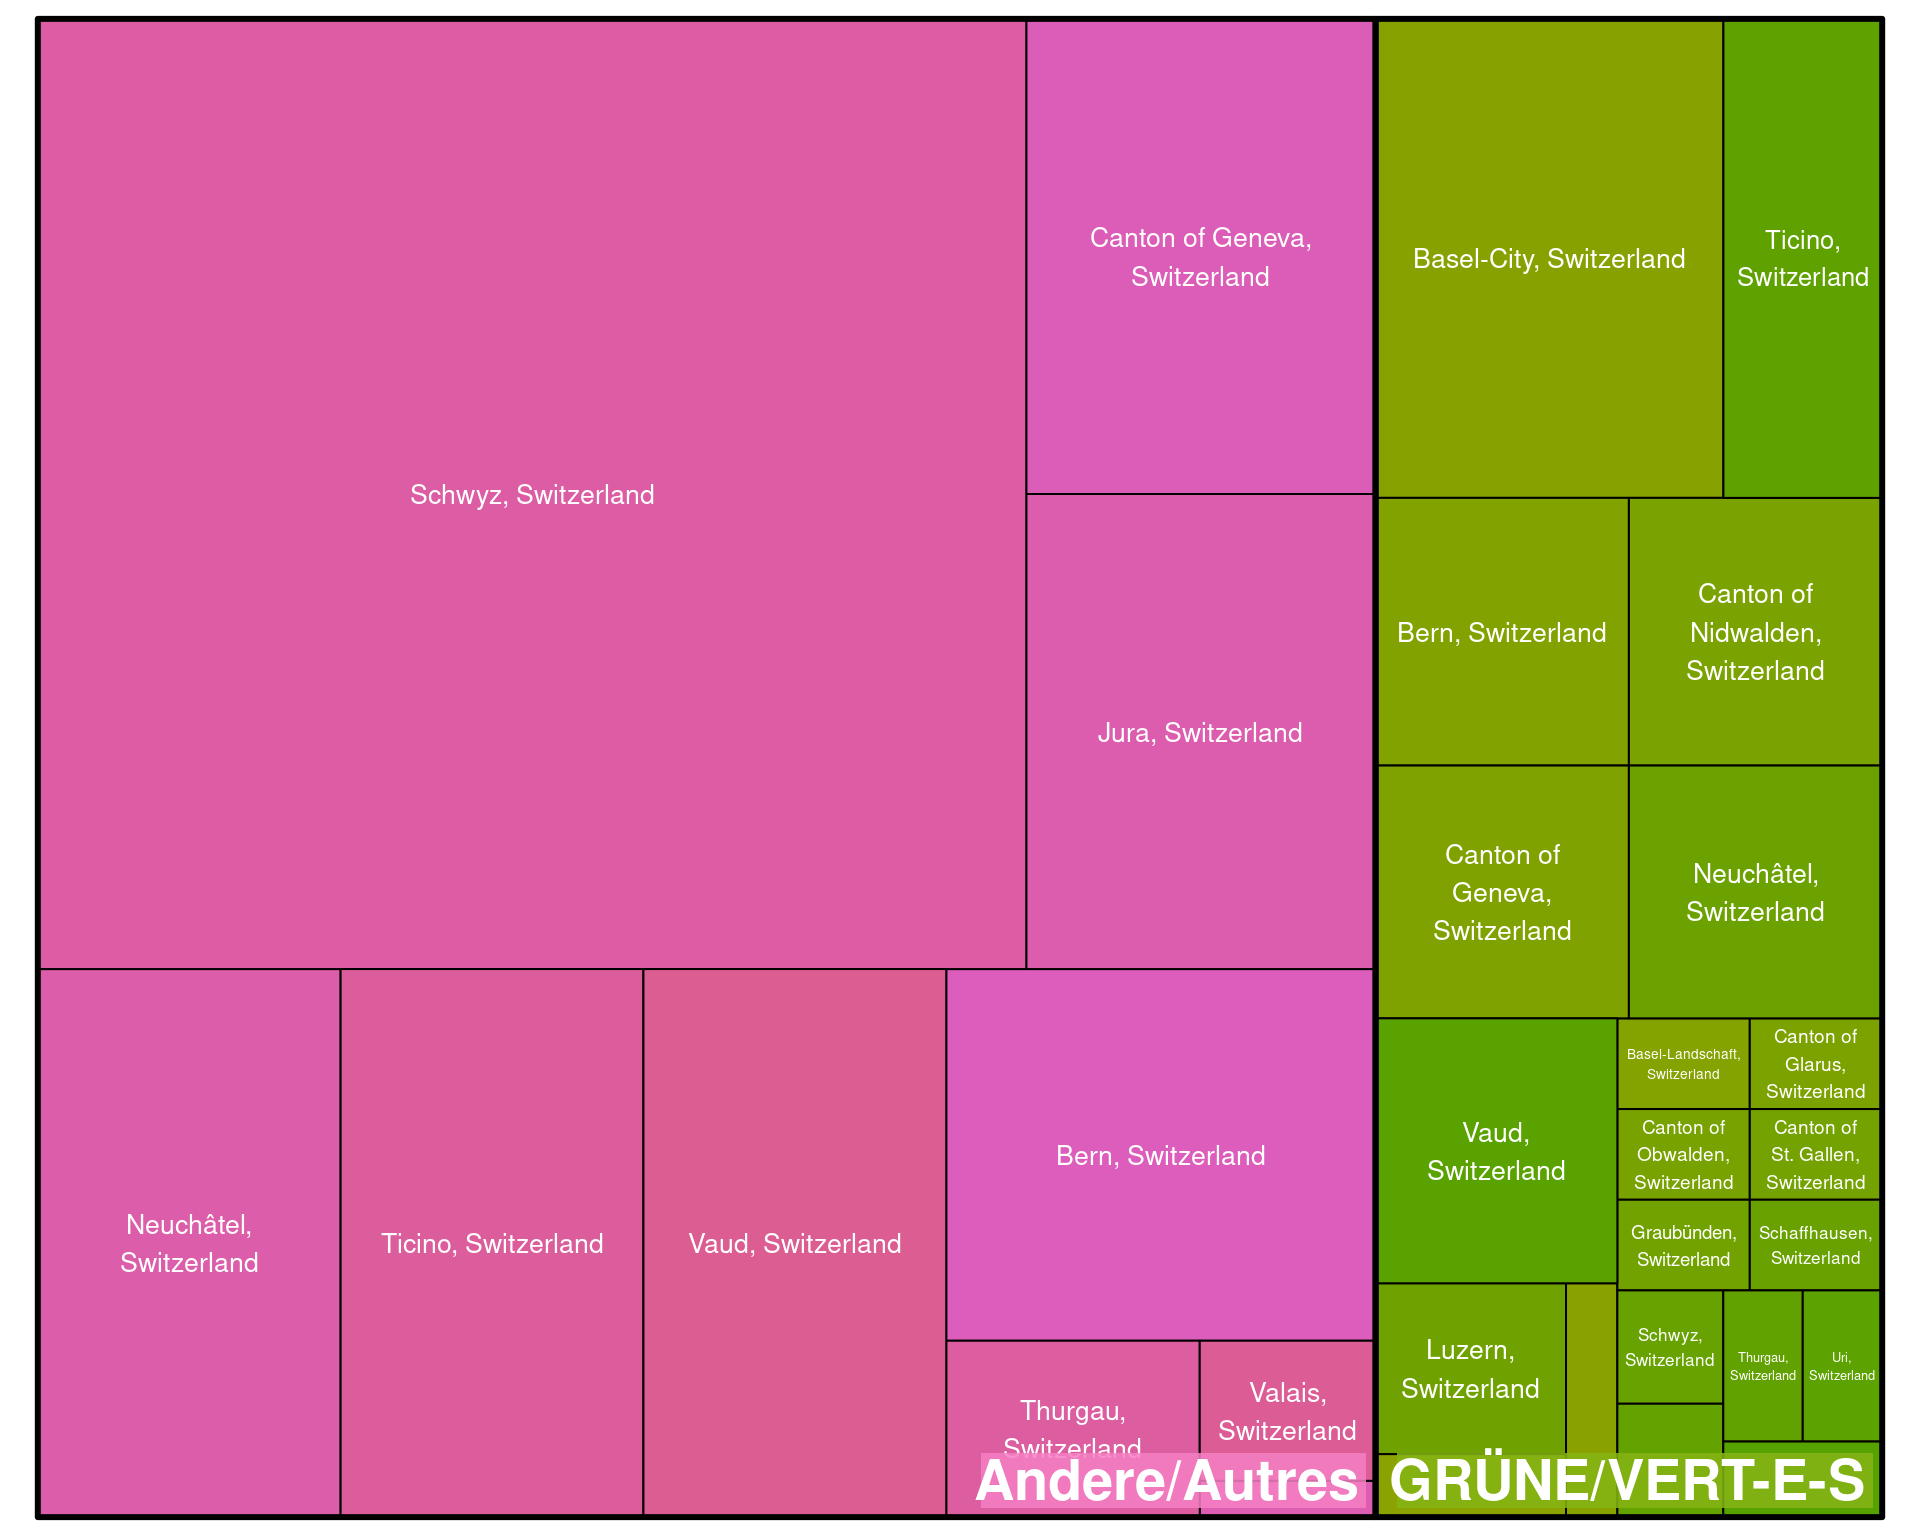 Schwyz, Switzerland
Canton of Geneva,
Switzerland
Jura, Switzerland
Neuchâtel,
Switzerland
Ticino, Switzerland
Vaud, Switzerland
Bern, Switzerland
Thurgau,
Switzerland
Valais,
Switzerland
Andere/Autres
Basel-City, Switzerland
Ticino,
Switzerland
Bern, Switzerland
Canton of
Nidwalden,
Switzerland
Canton of
Geneva,
Switzerland
Neuchâtel,
Switzerland
Vaud,
Switzerland
Basel-Landschaft,
Switzerland
Canton of
Glarus,
Switzerland
Canton of
Obwalden,
Switzerland
Canton of
St. Gallen,
Switzerland
Graubünden,
Switzerland
Schaffhausen,
Switzerland
Luzern,
Switzerland
Schwyz,
Switzerland
Thurgau,
Switzerland
Uri,
Switzerland
GRÜNE/VERT-E-S